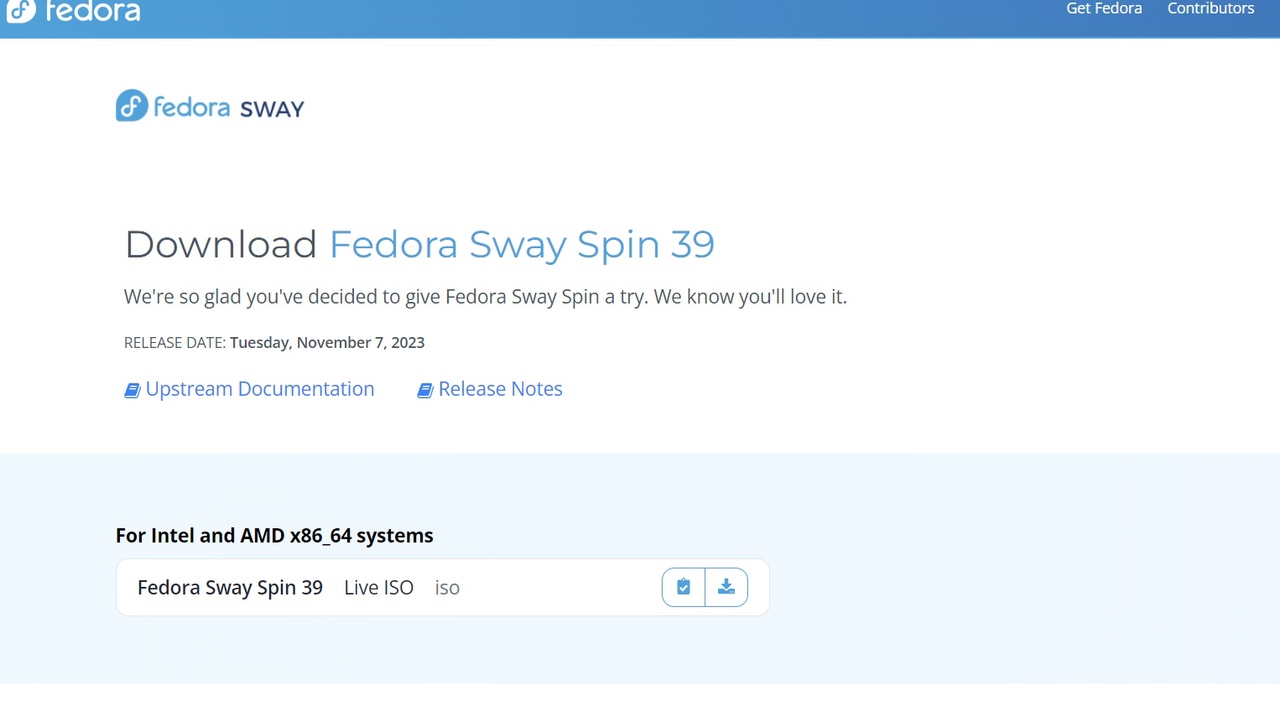 fedora
Get Fedora Contributors
fedora SWAY
Download Fedora Sway Spin 39
We're so glad you've decided to give Fedora Sway Spin a try. We know you'll love it.
RELEASE DATE: Tuesday, November 7, 2023
Upstream Documentation Release Notes
For Intel and AMD x86_64 systems
Fedora Sway Spin 39 Live ISO iso